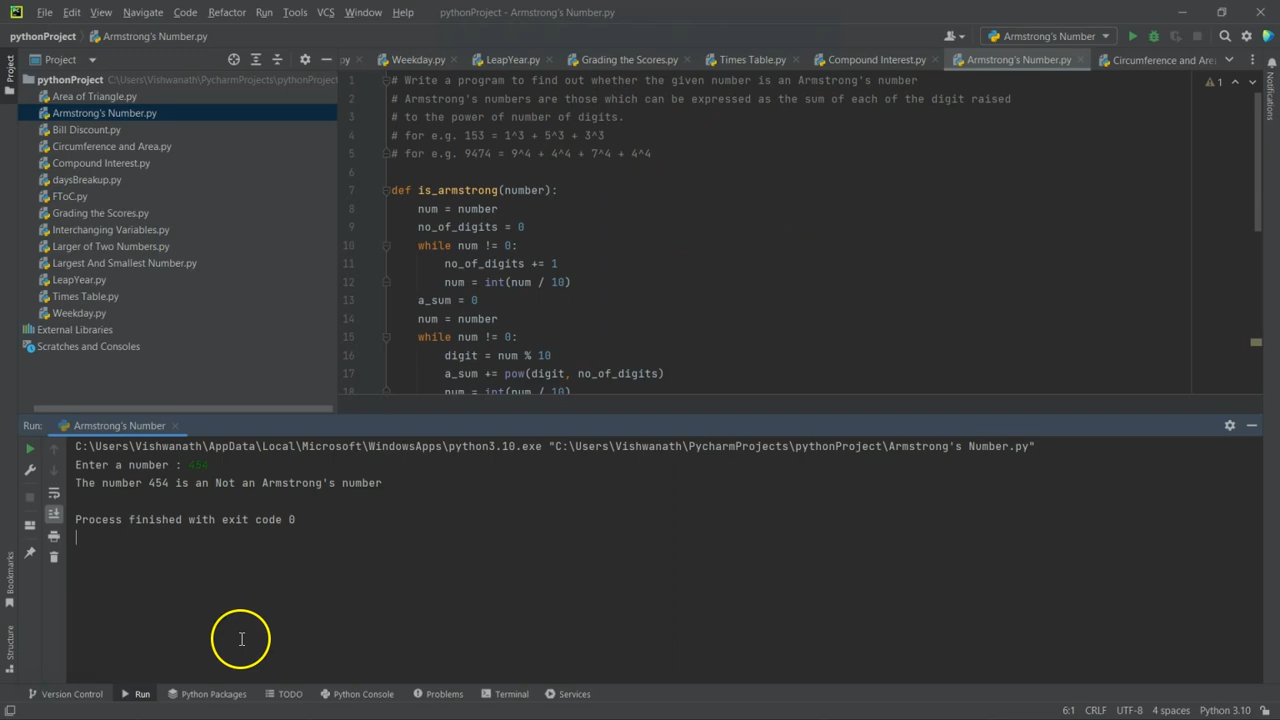 File Edit View Navigate Code Refactor Run Tools VCS Window Help pythonProject - Armstrong's Number.py
pythonProject Armstrong's Number.py Armstrong's Number
Project Weekday.py LeapYear.py Grading the Scores.py Times Table.py Compound Interest.py Armstrong's Number.py Circumference and Are
pythonProject C:\Users\Vishwanath\PycharmProjects\pythonProject
Area of Triangle.py
Armstrong's Number.py
Bill Discount.py
Circumference and Area.py
Compound Interest.py
daysBreakup.py
FToC.py
Grading the Scores.py
Interchanging Variables.py
Larger of Two Numbers.py
Largest And Smallest Number.py
LeapYear.py
Times Table.py
Weekday.py
External Libraries
Scratches and Consoles
1 # Write a program to find out whether the given number is an Armstrong's number
2 # Armstrong's numbers are those which can be expressed as the sum of each of the digit raised
3 # to the power of number of digits.
4 # for e.g. 153 = 1^3 + 5^3 + 3^3
5 # for e.g. 9474 = 9^4 + 4^4 + 7^4 + 4^4
6
7 def is_armstrong(number):
8 num = number
9 no_of_digits = 0
10 while num != 0:
11 no_of_digits += 1
12 num = int(num / 10)
13 a_sum = 0
14 num = number
15 while num != 0:
16 digit = num % 10
17 a_sum += pow(digit, no_of_digits)
18 num = int(num / 10)
1
Project
Notifications
Run: Armstrong's Number
C:\Users\Vishwanath\AppData\Local\Microsoft\WindowsApps\python3.10.exe "C:\Users\Vishwanath\PycharmProjects\pythonProject\Armstrong's Number.py"
Enter a number : 454
The number 454 is an Not an Armstrong's number
Process finished with exit code 0
Bookmarks
Structure
Version Control Run Python Packages TODO Python Console Problems Terminal Services
6:1 CRLF UTF-8 4 spaces Python 3.10